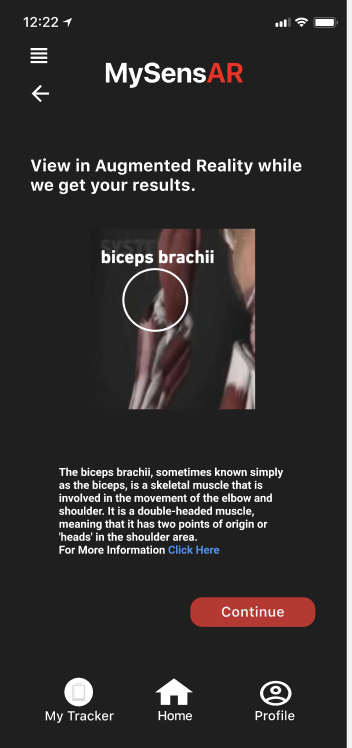 12:22
MySensAR
View in Augmented Reality while
we get your results.
SYSTEM
biceps brachii
The biceps brachii, sometimes known simply
as the biceps, is a skeletal muscle that is
involved in the movement of the elbow and
shoulder. It is a double-headed muscle,
meaning that it has two points of origin or
'heads' in the shoulder area.
For More Information Click Here
Continue
My Tracker Home Profile